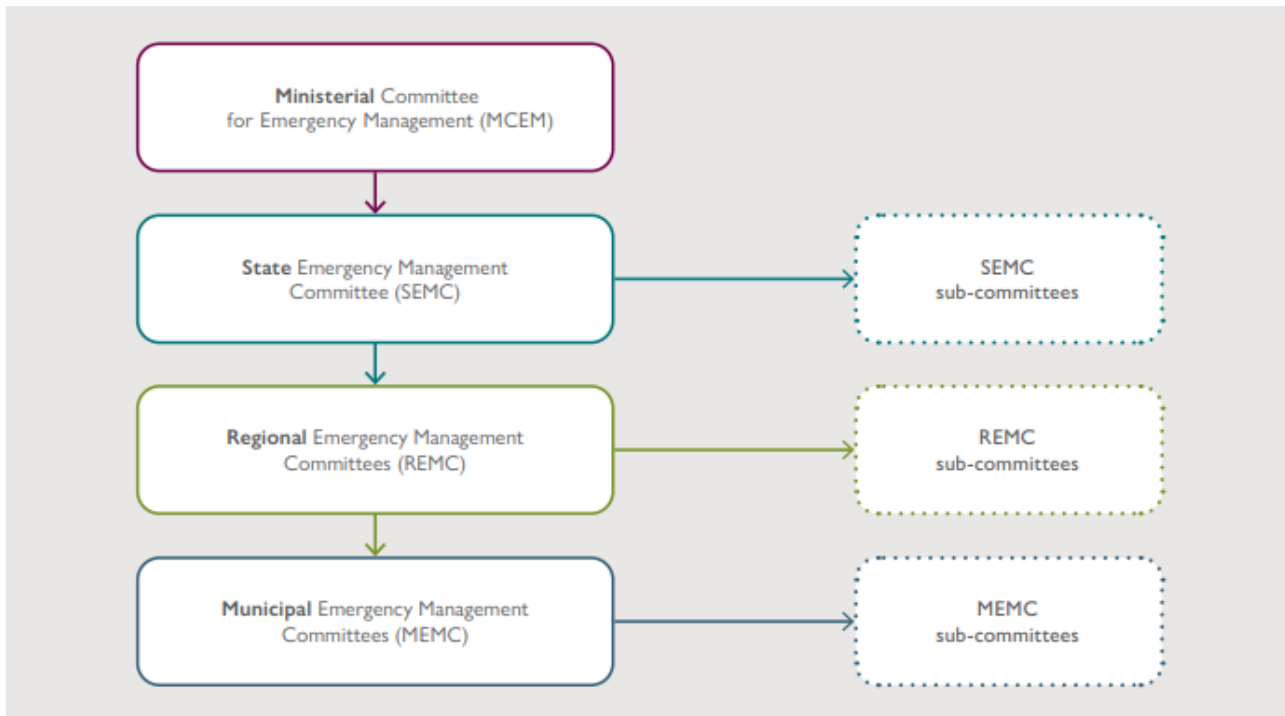 Ministerial Committee
for Emergency Management (MCEM)
State Emergency Management
Committee (SEMC)
SEMC
sub-committees
Regional Emergency Management
Committees (REMC)
REMC
sub-committees
Municipal Emergency Management
Committees (MEMC)
MEMC
sub-committees